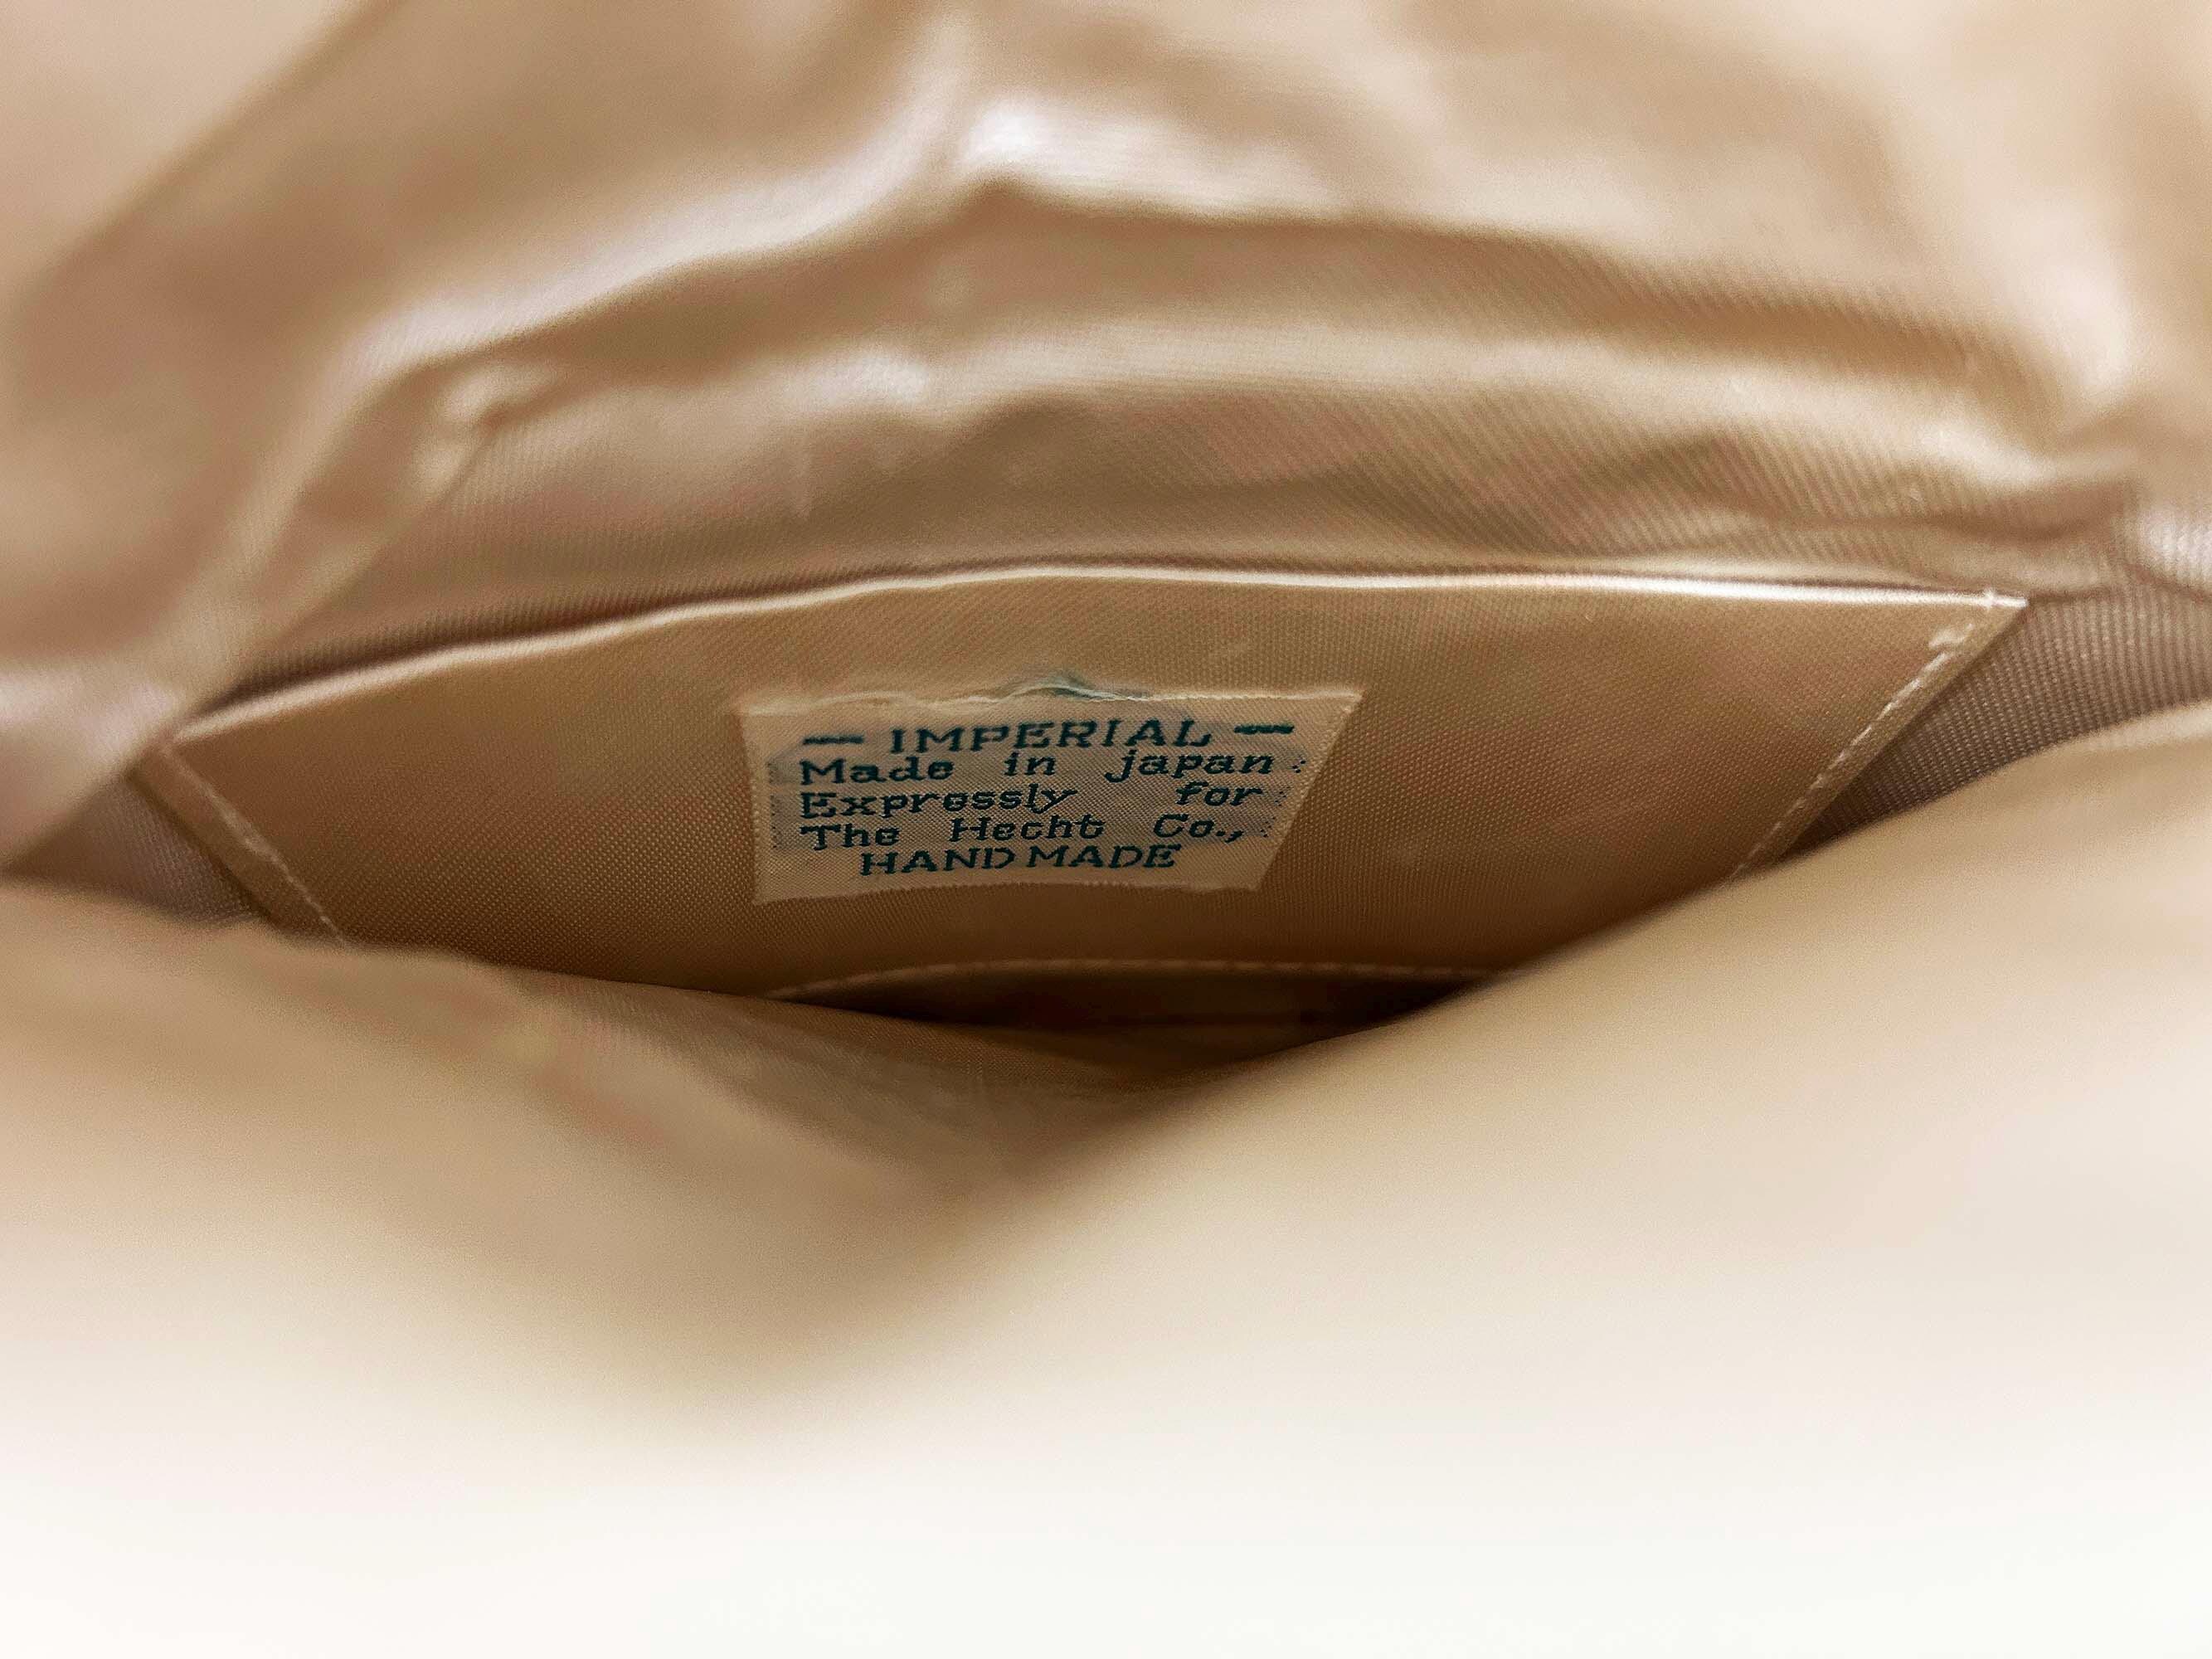 — IMPERIAL —
Made in japan
Expressly for
The Hecht Co.,
HAND MADE